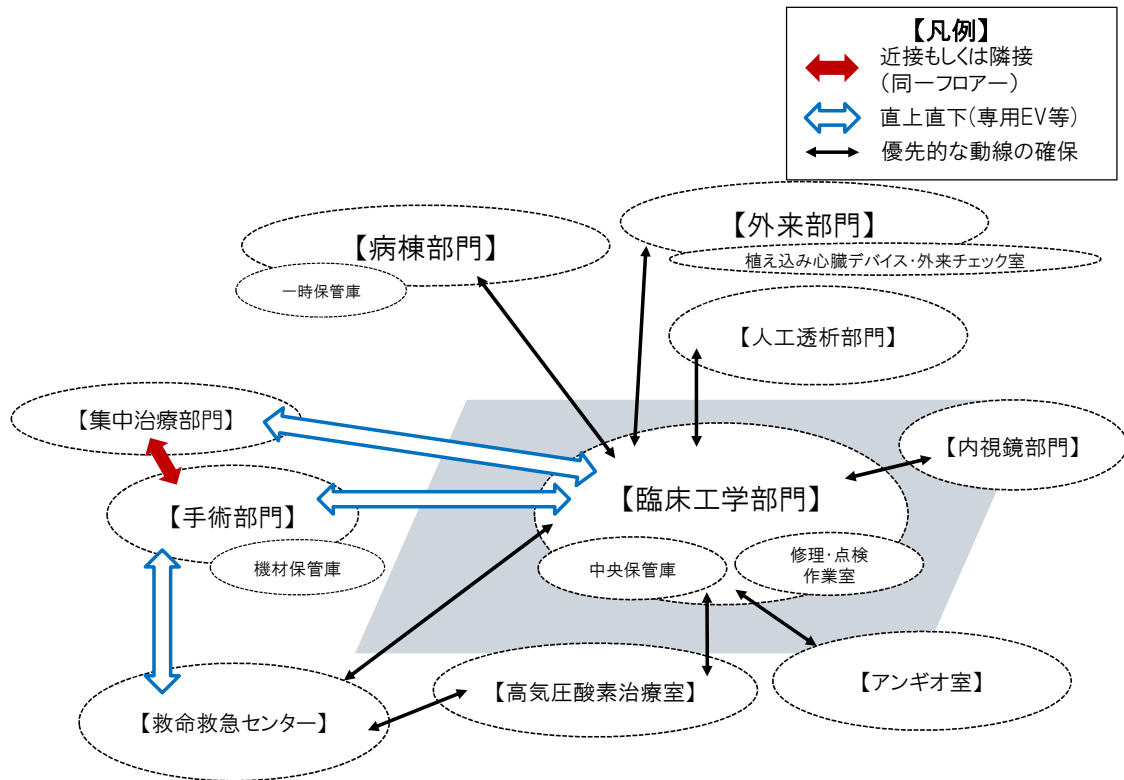 【凡例】
近接もしくは隣接
（同一フロアー）
直上直下（専用EV等）
優先的な動線の確保
【外来部門】
【病棟部門】
植え込み心臓デバイス・外来チェック室
一時保管庫
【人工透析部門】
【集中治療部門】
【内視鏡部門】
【臨床工学部門】
【手術部門】
修理・点検
作業室
機材保管庫
中央保管庫
【アンギオ室】
【高気圧酸素治療室】
【救命救急センター】